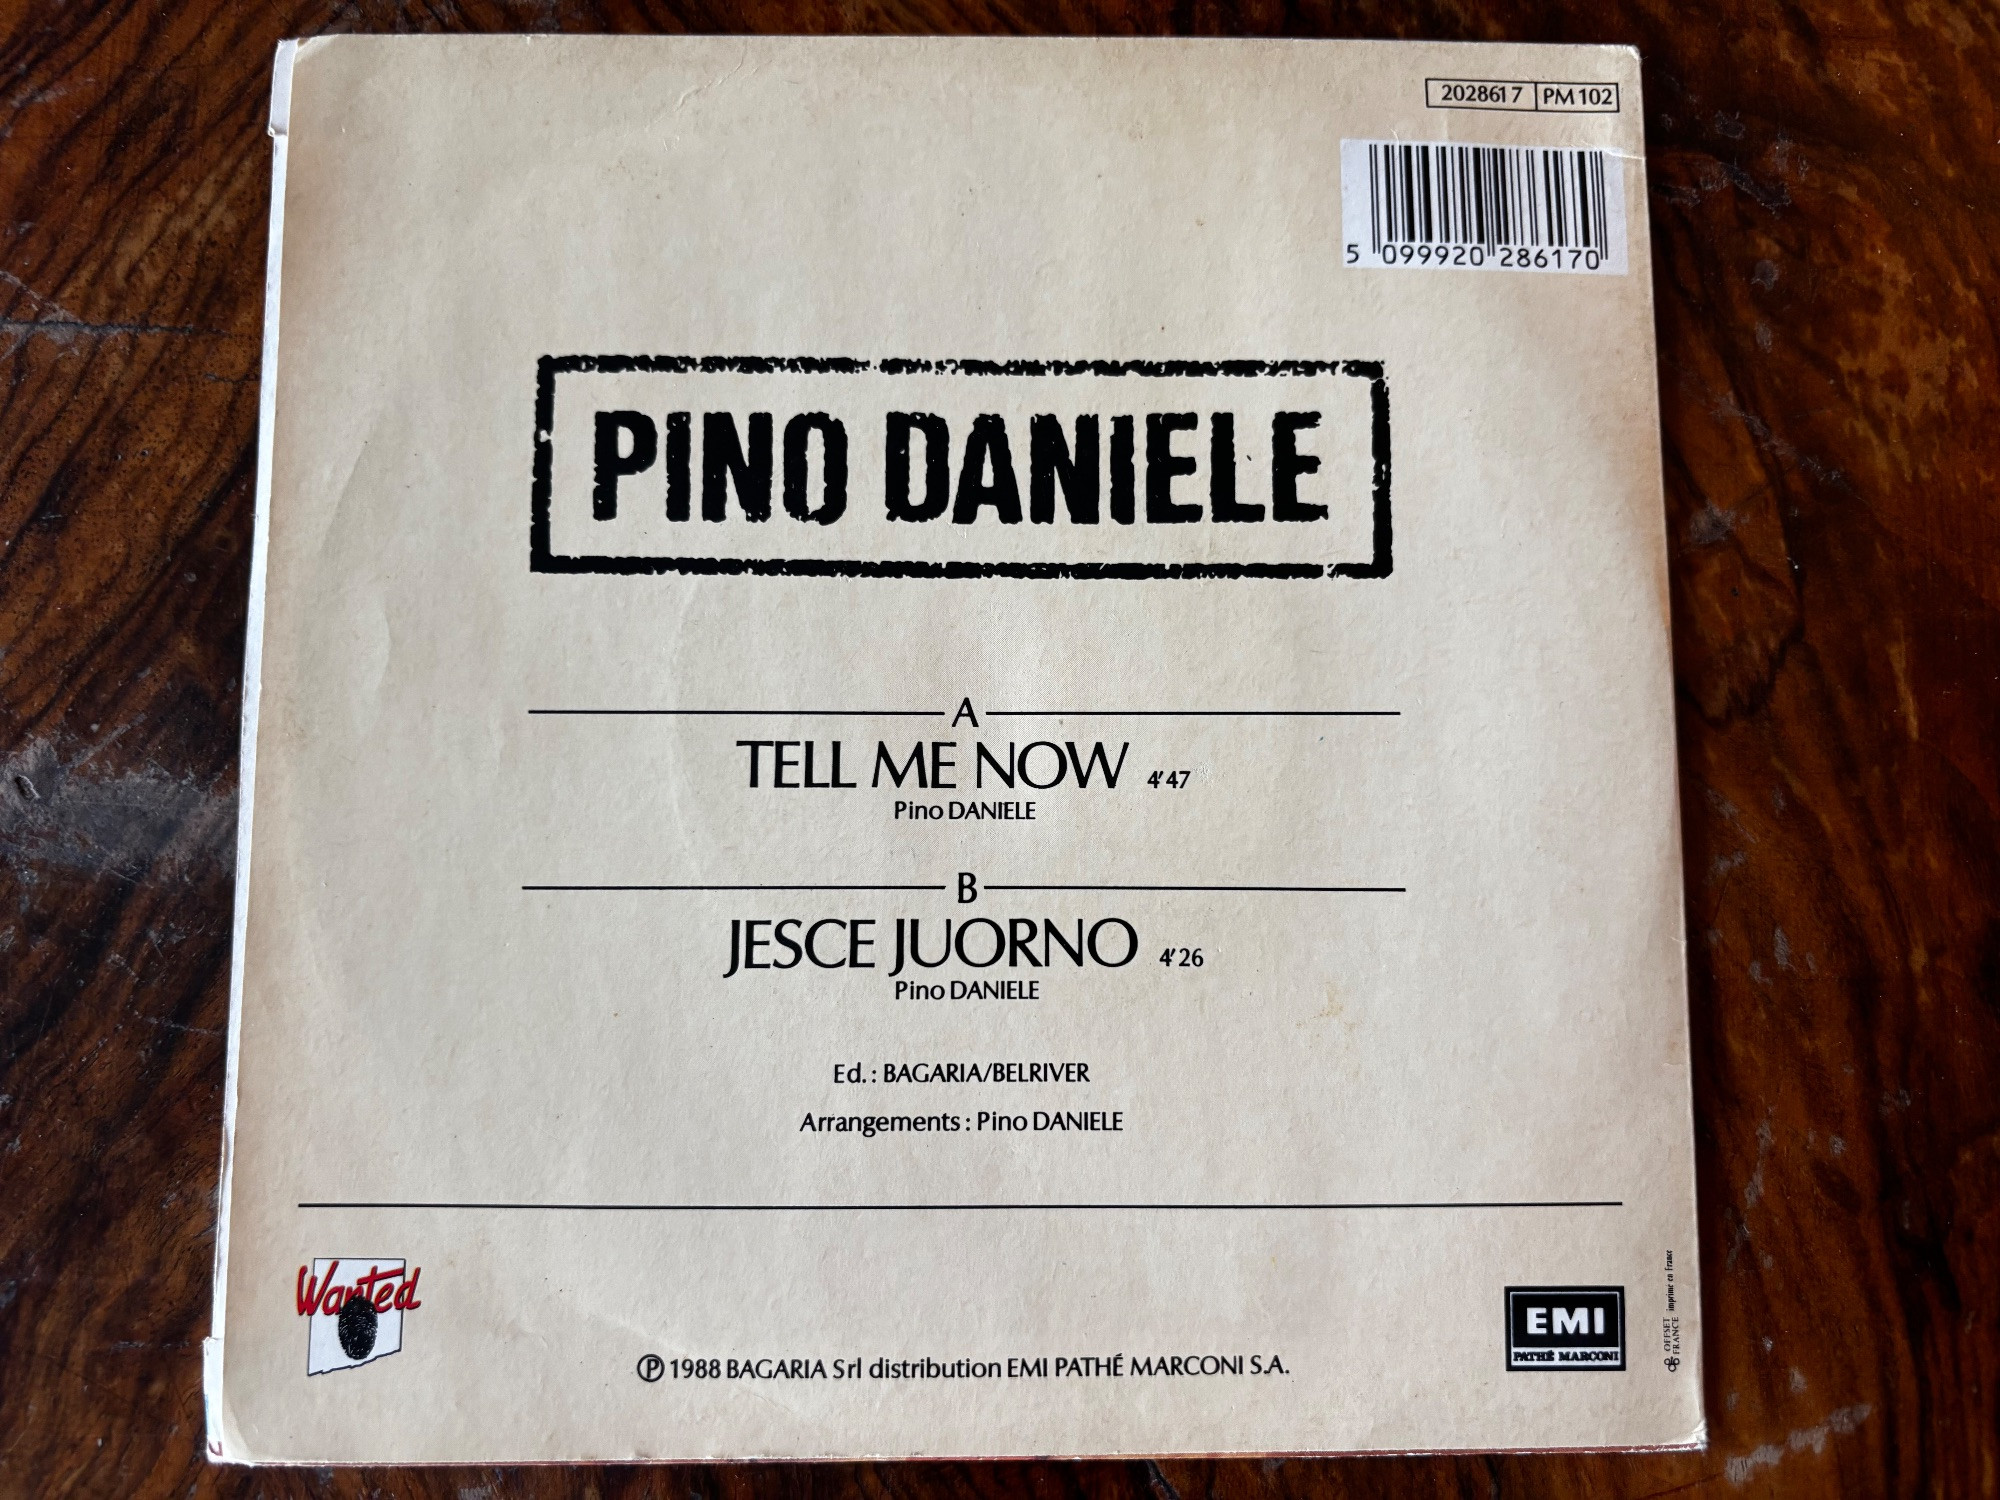 2028617 PM 102
5 099920 286170
PINO DANIELE
A
TELL ME NOW 4'47
Pino DANIELE
B
JESCE JUORNO 4'26
Pino DANIELE
Ed.: BAGARIA/BELRIVER
Arrangements: Pino DANIELE
Wanted
℗ 1988 BAGARIA Srl distribution EMI PATHÉ MARCONI S.A.
EMI
PATHÉ MARCONI
OFFSET FRANCE imprimé en France